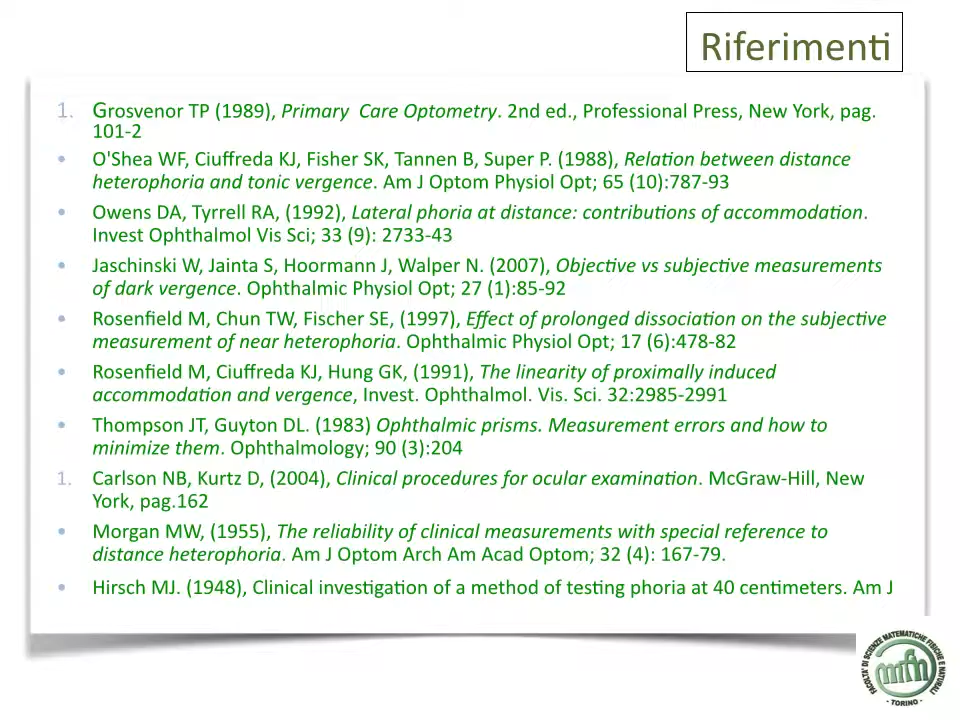 Riferimenti
1. Grosvenor TP (1989), Primary Care Optometry. 2nd ed., Professional Press, New York, pag.
101-2
• O'Shea WF, Ciuffreda KJ, Fisher SK, Tannen B, Super P. (1988), Relation between distance
heterophoria and tonic vergence. Am J Optom Physiol Opt; 65 (10):787-93
• Owens DA, Tyrrell RA, (1992), Lateral phoria at distance: contributions of accommodation.
Invest Ophthalmol Vis Sci; 33 (9): 2733-43
• Jaschinski W, Jainta S, Hoormann J, Walper N. (2007), Objective vs subjective measurements
of dark vergence. Ophthalmic Physiol Opt; 27 (1):85-92
• Rosenfield M, Chun TW, Fischer SE, (1997), Effect of prolonged dissociation on the subjective
measurement of near heterophoria. Ophthalmic Physiol Opt; 17 (6):478-82
• Rosenfield M, Ciuffreda KJ, Hung GK, (1991), The linearity of proximally induced
accommodation and vergence, Invest. Ophthalmol. Vis. Sci. 32:2985-2991
• Thompson JT, Guyton DL. (1983) Ophthalmic prisms. Measurement errors and how to
minimize them. Ophthalmology; 90 (3):204
1. Carlson NB, Kurtz D, (2004), Clinical procedures for ocular examination. McGraw-Hill, New
York, pag.162
• Morgan MW, (1955), The reliability of clinical measurements with special reference to
distance heterophoria. Am J Optom Arch Am Acad Optom; 32 (4): 167-79.
• Hirsch MJ. (1948), Clinical investigation of a method of testing phoria at 40 centimeters. Am J
FACOLTA' DI SCIENZE MATEMATICHE FISICHE E NATURALI
mfn
- TORINO -